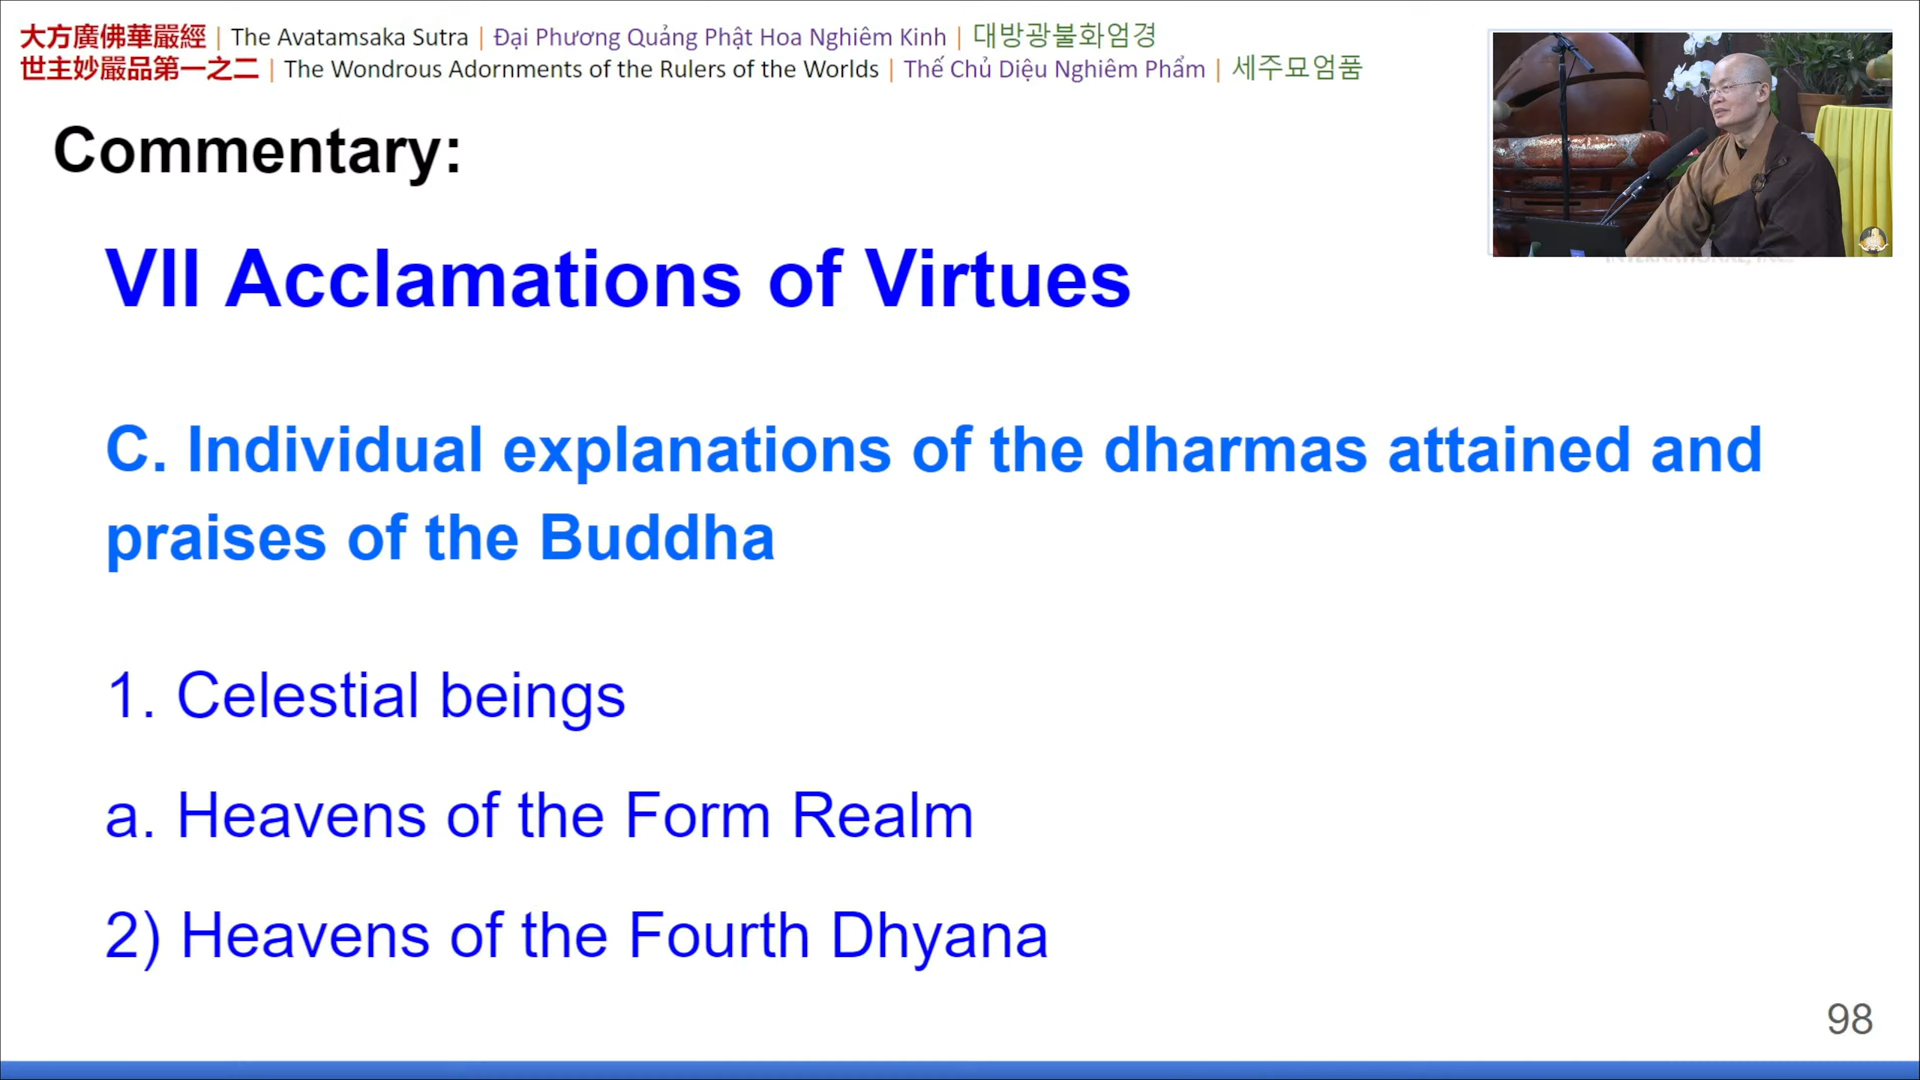 大方廣佛華嚴經 | The Avatamsaka Sutra | Đại Phương Quảng Phật Hoa Nghiêm Kinh | 대방광불화엄경
世主妙嚴品第一之二 | The Wondrous Adornments of the Rulers of the Worlds | Thế Chủ Diệu Nghiêm Phẩm | 세주묘엄품
Commentary:
VII Acclamations of Virtues
C. Individual explanations of the dharmas attained and
praises of the Buddha
1. Celestial beings
a. Heavens of the Form Realm
2) Heavens of the Fourth Dhyana
98